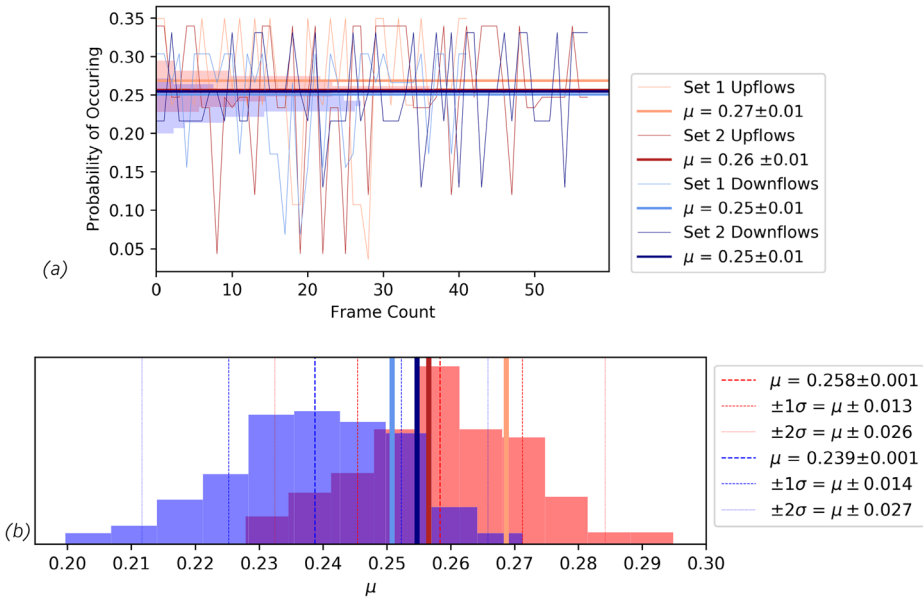 0.35
0.30
0.25
0.20
0.15
0.10
0.05
Probability of Occuring
(a)
0 10 20 30 40 50
Frame Count
Set 1 Upflows
μ = 0.27±0.01
Set 2 Upflows
μ = 0.26 ±0.01
Set 1 Downflows
μ = 0.25±0.01
Set 2 Downflows
μ = 0.25±0.01
(b)
0.20 0.21 0.22 0.23 0.24 0.25 0.26 0.27 0.28 0.29 0.30
μ
μ = 0.258±0.001
±1σ = μ ± 0.013
±2σ = μ ± 0.026
μ = 0.239±0.001
±1σ = μ ± 0.014
±2σ = μ ± 0.027